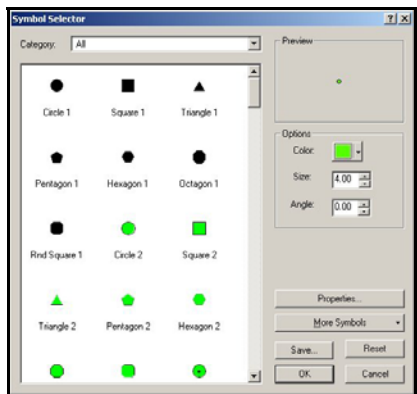 Symbol Selector
Category: All
Circle 1 Square 1 Triangle 1
Pentagon 1 Hexagon 1 Octagon 1
Rnd Square 1 Circle 2 Square 2
Triangle 2 Pentagon 2 Hexagon 2
Preview
Options
Color:
Size: 4.00
Angle: 0.00
Properties...
More Symbols
Save... Reset
OK Cancel